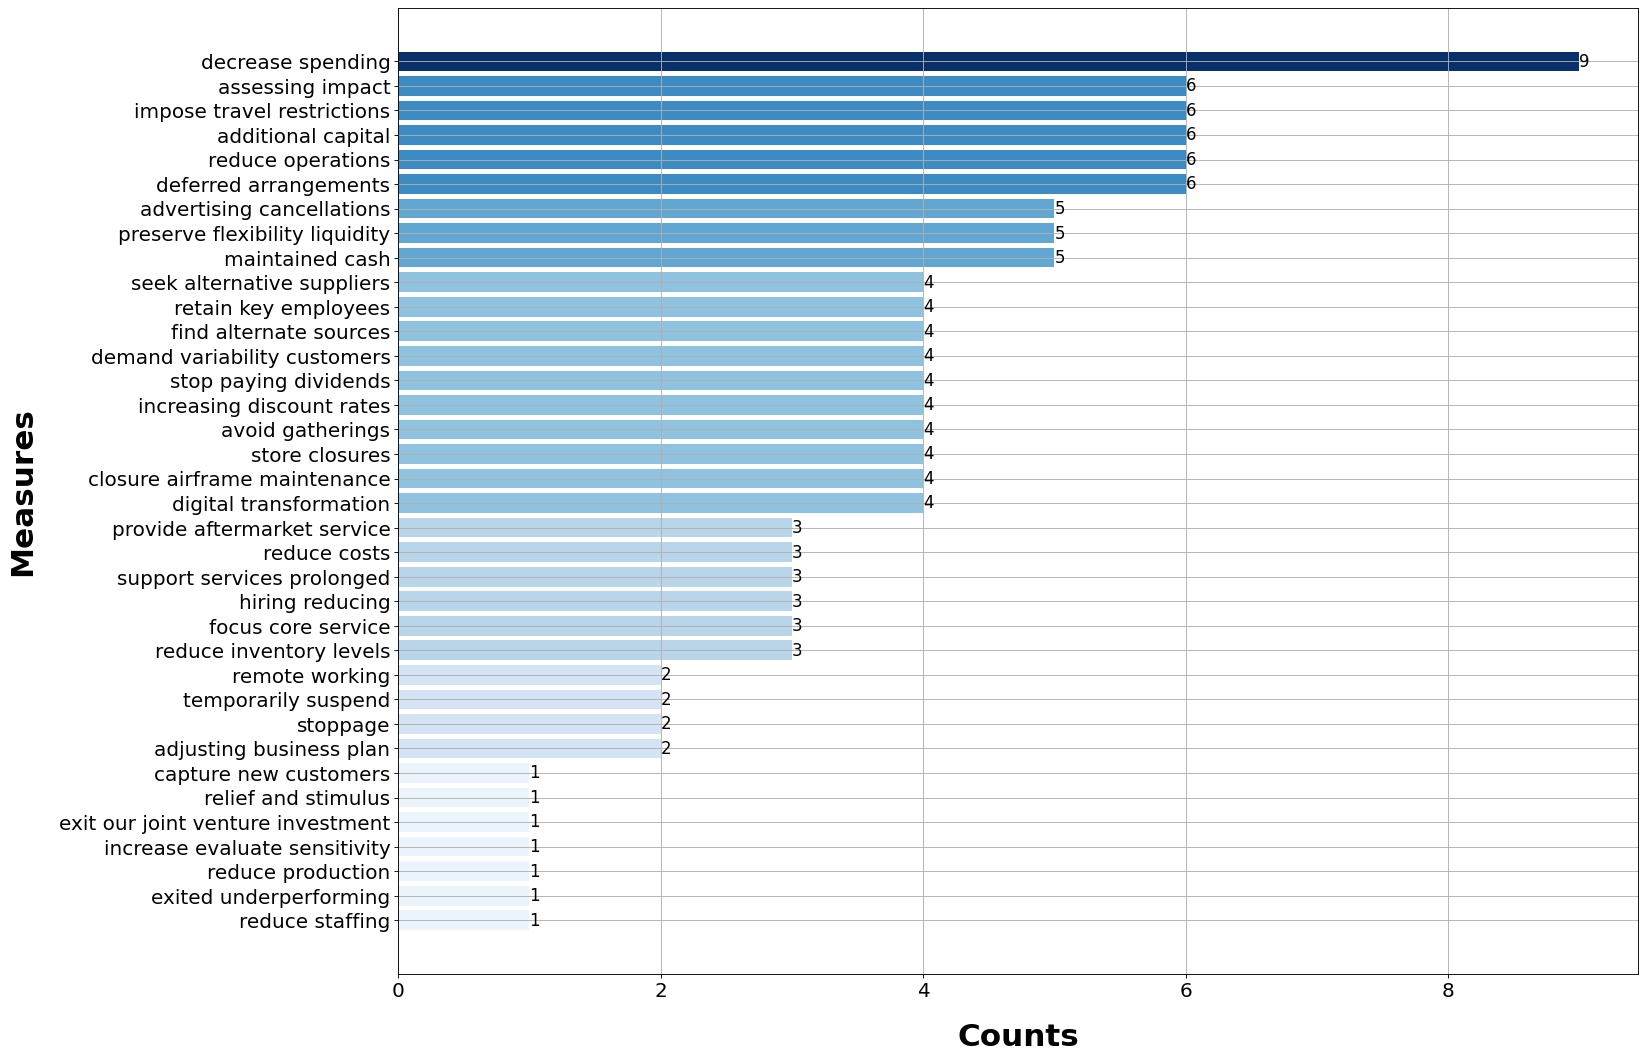 decrease spending 9
assessing impact 6
impose travel restrictions 6
additional capital 6
reduce operations 6
deferred arrangements 6
advertising cancellations 5
preserve flexibility liquidity 5
maintained cash 5
seek alternative suppliers 4
retain key employees 4
find alternate sources 4
demand variability customers 4
stop paying dividends 4
increasing discount rates 4
avoid gatherings 4
store closures 4
closure airframe maintenance 4
digital transformation 4
provide aftermarket service 3
reduce costs 3
support services prolonged 3
hiring reducing 3
focus core service 3
reduce inventory levels 3
remote working 2
temporarily suspend 2
stoppage 2
adjusting business plan 2
capture new customers 1
relief and stimulus 1
exit our joint venture investment 1
increase evaluate sensitivity 1
reduce production 1
exited underperforming 1
reduce staffing 1
Measures
0 2 4 6 8
Counts